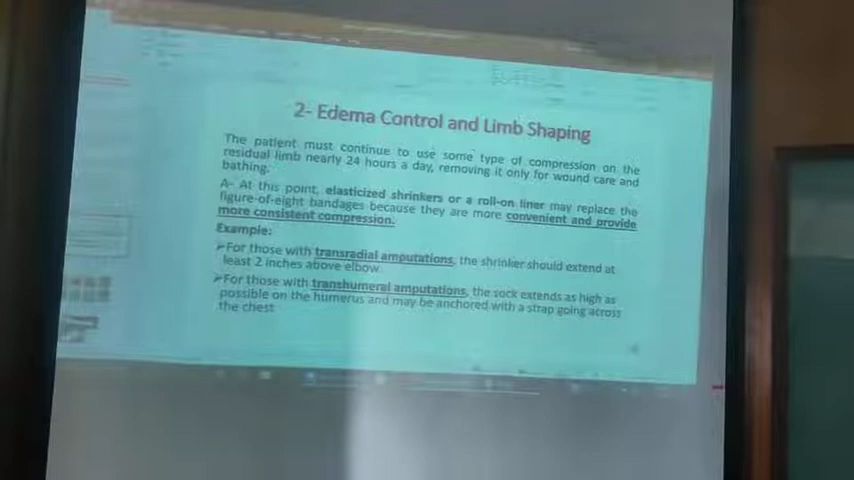 2- Edema Control and Limb Shaping
The patient must continue to use some type of compression on the
residual limb nearly 24 hours a day, removing it only for wound care and
bathing.
A- At this point, elasticized shrinkers or a roll-on liner may replace the
figure-of-eight bandages because they are more convenient and provide
more consistent compression.
Example:
➢For those with transradial amputations, the shrinker should extend at
least 2 inches above elbow
➢For those with transhumeral amputations, the sock extends as high as
possible on the humerus and may be anchored with a strap going across
the chest